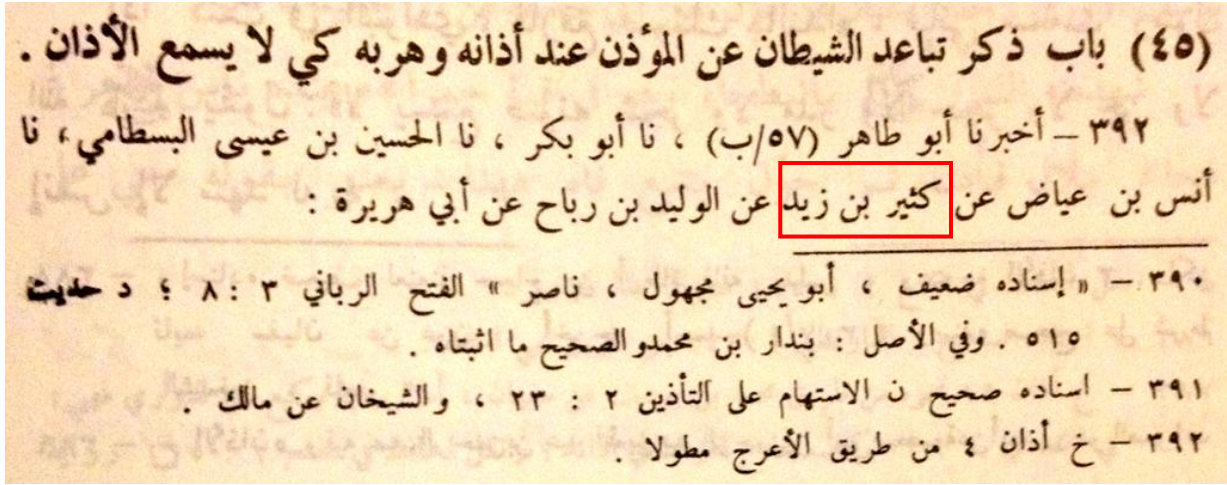 (٤٥) باب ذكر تباعد الشيطان عن المؤذن عند أذانه وهربه كي لا يسمع الأذان .
٣٩٢ – أخبرنا أبو طاهر (٥٧/ب) ، نا أبو بكر ، نا الحسين بن عيسى البسطامي ، نا
أنس بن عياض عن كثير بن زيد عن الوليد بن رباح عن أبي هريرة :
٣٩٠ – « إسناده ضعيف ، أبو يحيى مجهول ، ناصر » الفتح الرباني ٣ : ٨ ؛ د حديث
٥١٥ . وفي الأصل : بندار بن محمدو الصحيح ما اثبتاه .
٣٩١ – اسناده صحيح ن الاستهام على التأذين ٢ : ٢٣ ، والشيخان عن مالك .
٣٩٢ – خ أذان ٤ من طريق الأعرج مطولا .